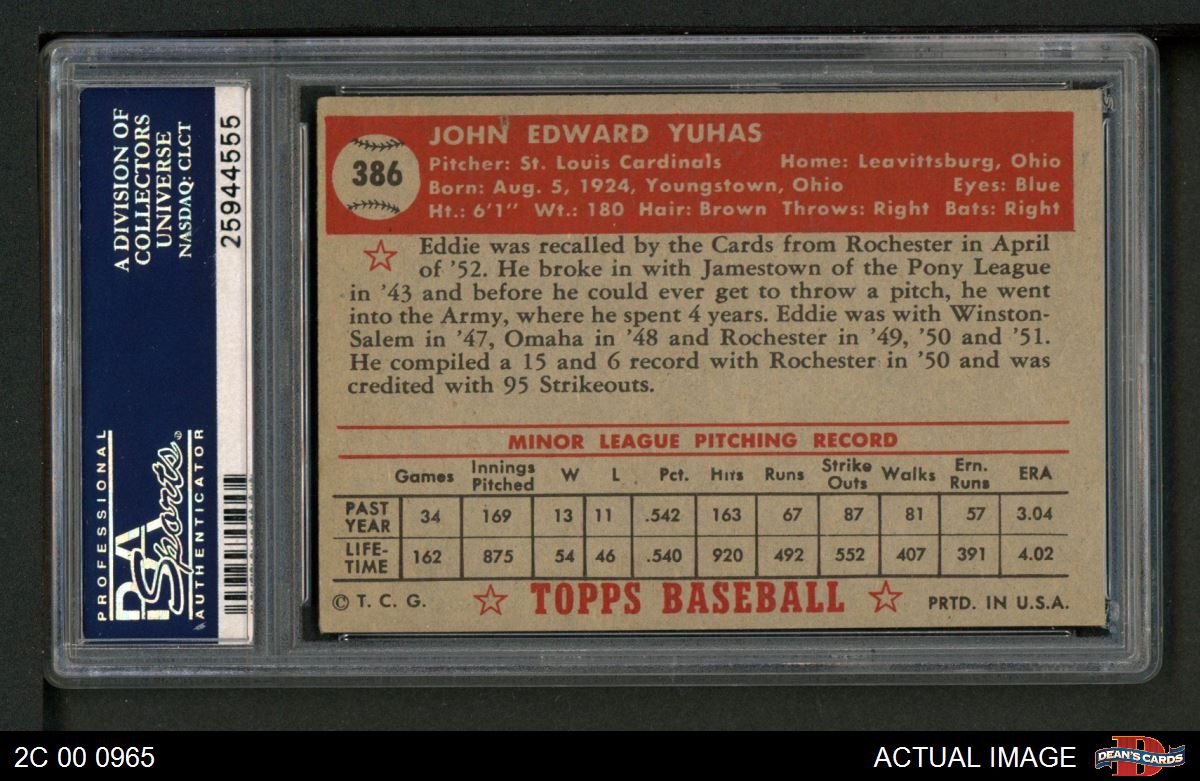 A DIVISION OF
COLLECTORS
UNIVERSE
NASDAQ: CLCT
25944555
PROFESSIONAL
PSA
Sports
AUTHENTICATOR
386
JOHN EDWARD YUHAS
Pitcher: St. Louis Cardinals Home: Leavittsburg, Ohio
Born: Aug. 5, 1924, Youngstown, Ohio Eyes: Blue
Ht.: 6'1" Wt.: 180 Hair: Brown Throws: Right Bats: Right
Eddie was recalled by the Cards from Rochester in April
of '52. He broke in with Jamestown of the Pony League
in '43 and before he could ever get to throw a pitch, he went
into the Army, where he spent 4 years. Eddie was with Winston-
Salem in '47, Omaha in '48 and Rochester in '49, '50 and '51.
He compiled a 15 and 6 record with Rochester in '50 and was
credited with 95 Strikeouts.
MINOR LEAGUE PITCHING RECORD
Games Innings Pitched W L Pct. Hits Runs Strike Outs Walks Ern. Runs ERA
PAST YEAR 34 169 13 11 .542 163 67 87 81 57 3.04
LIFE-TIME 162 875 54 46 .540 920 492 552 407 391 4.02
© T. C. G. TOPPS BASEBALL PRTD. IN U.S.A.
2C 00 0965
ACTUAL IMAGE
D
DEAN'S CARDS